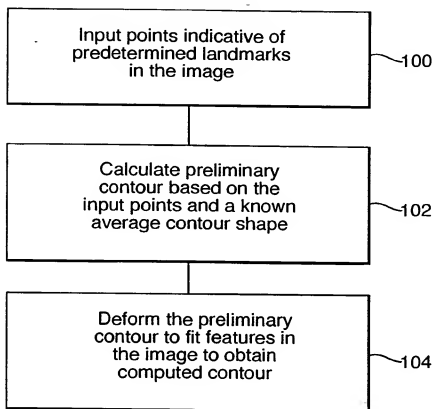 Input points indicative of
predetermined landmarks
in the image
100
Calculate preliminary
contour based on the
input points and a known
average contour shape
102
Deform the preliminary
contour to fit features in
the image to obtain
computed contour
104